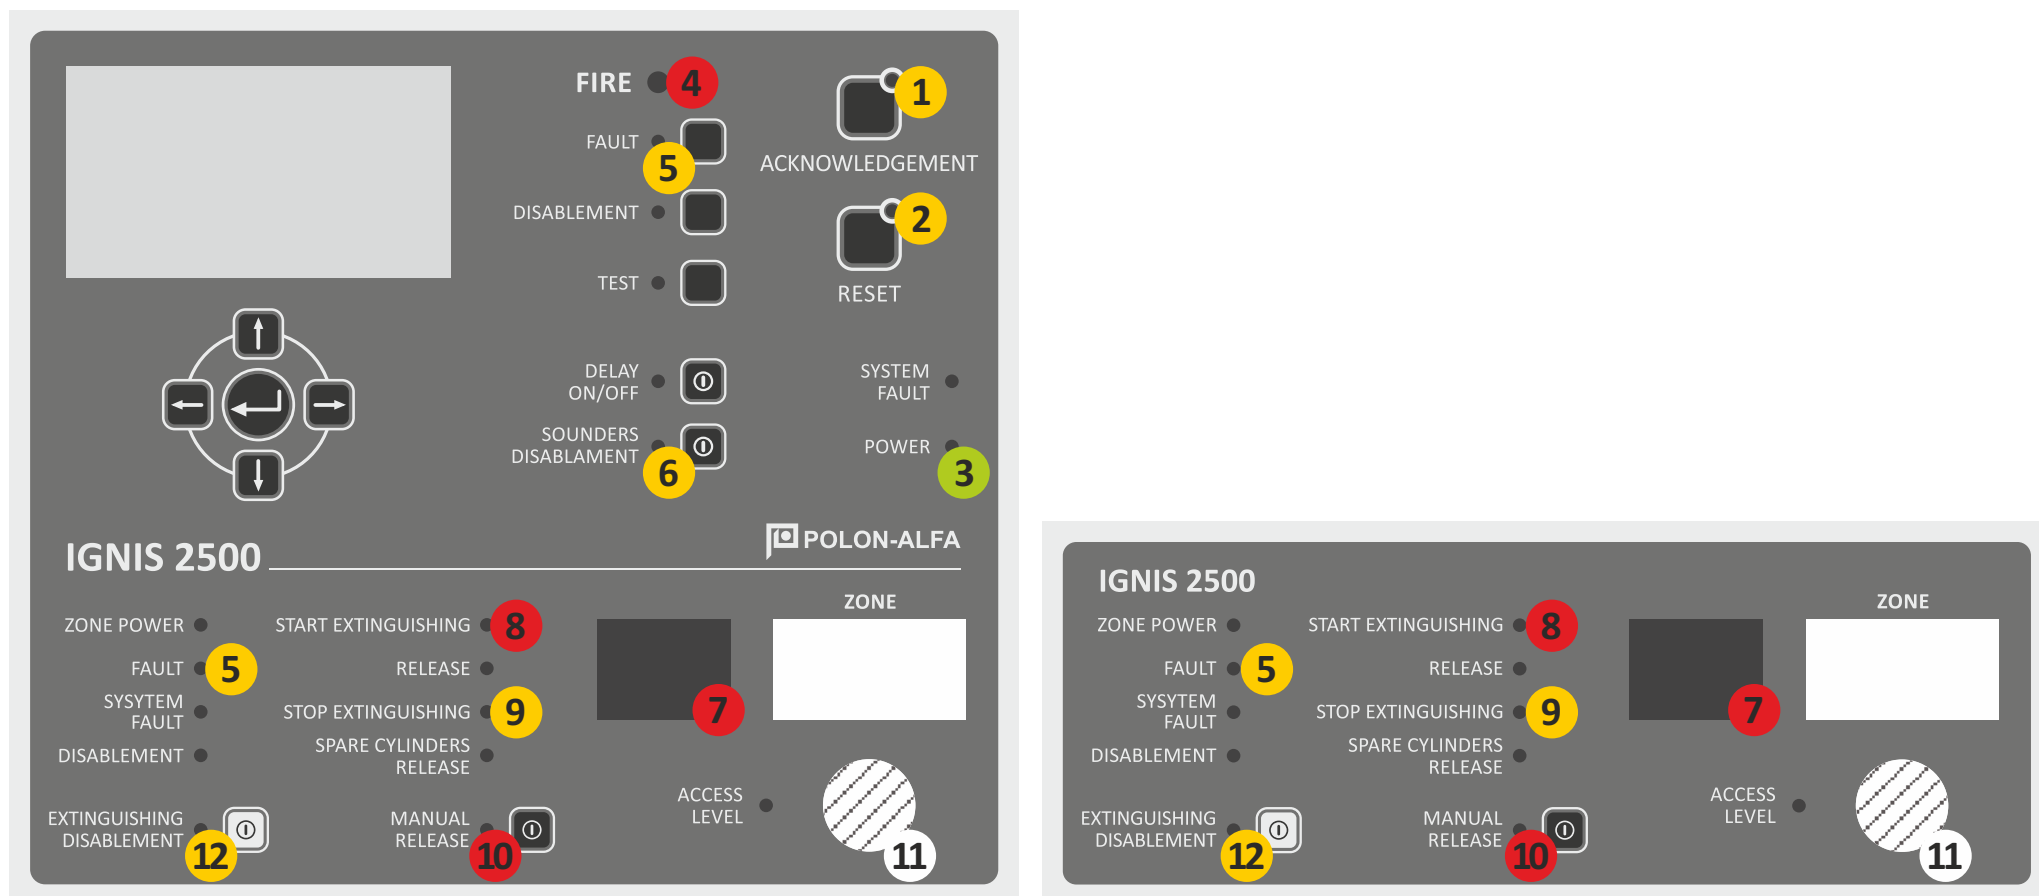 FIRE
4
1
FAULT
5
ACKNOWLEDGEMENT
DISABLEMENT
2
TEST
RESET
DELAY
ON/OFF
SYSTEM
FAULT
SOUNDERS
DISABLAMENT
6
POWER
3
POLON-ALFA
IGNIS 2500
ZONE
ZONE POWER
START EXTINGUISHING
8
FAULT
5
RELEASE
7
SYSYTEM
FAULT
STOP EXTINGUISHING
9
DISABLEMENT
SPARE CYLINDERS
RELEASE
ACCESS
LEVEL
EXTINGUISHING
DISABLEMENT
12
MANUAL
RELEASE
10
11
IGNIS 2500
ZONE
ZONE POWER
START EXTINGUISHING
8
FAULT
5
RELEASE
7
SYSYTEM
FAULT
STOP EXTINGUISHING
9
DISABLEMENT
SPARE CYLINDERS
RELEASE
ACCESS
LEVEL
EXTINGUISHING
DISABLEMENT
12
MANUAL
RELEASE
10
11